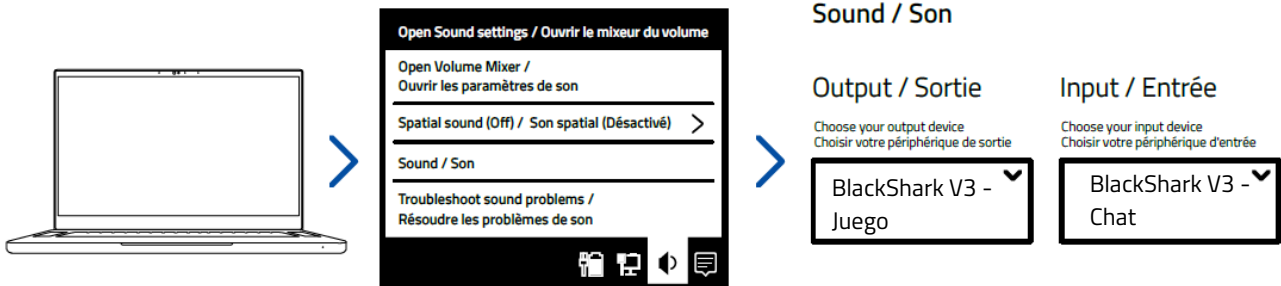 Open Sound settings / Ouvrir le mixeur du volume
Open Volume Mixer /
Ouvrir les paramètres de son
Spatial sound (Off) / Son spatial (Désactivé)
Sound / Son
Troubleshoot sound problems /
Résoudre les problèmes de son
Sound / Son
Output / Sortie
Choose your output device
Choisir votre périphérique de sortie
BlackShark V3 -
Juego
Input / Entrée
Choose your input device
Choisir votre périphérique d'entrée
BlackShark V3 -
Chat